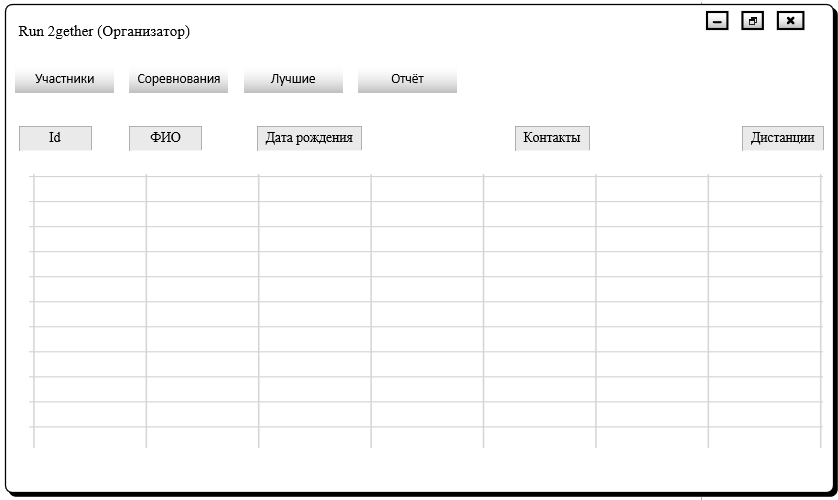 Run 2gether (Организатор)
Участники Соревнования Лучшие Отчёт
Id ФИО Дата рождения Контакты Дистанции